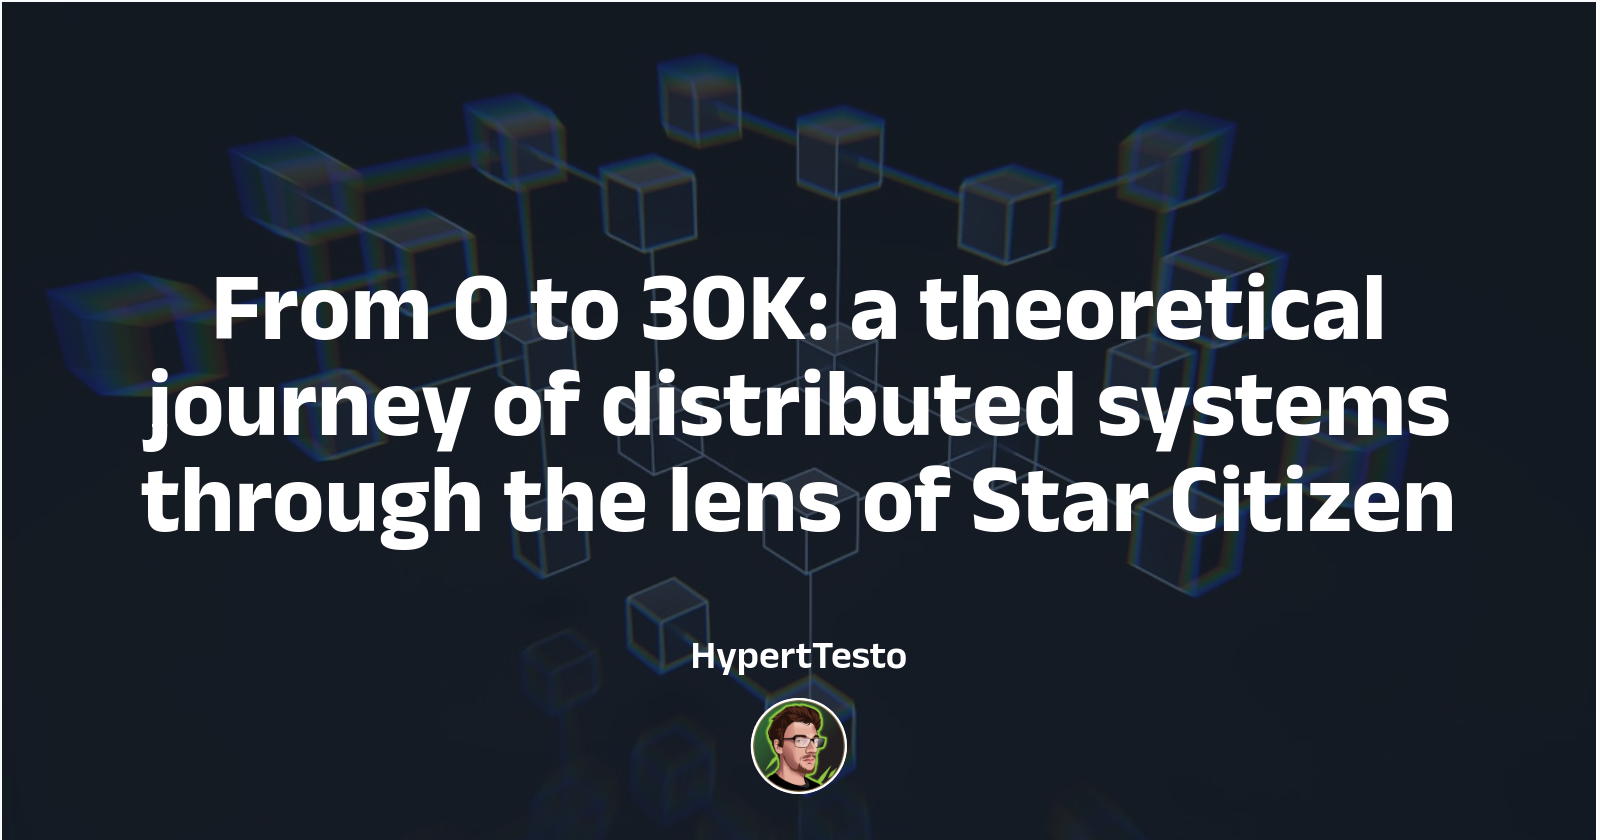 From 0 to 30K: a theoretical
journey of distributed systems
through the lens of Star Citizen
HypertTesto